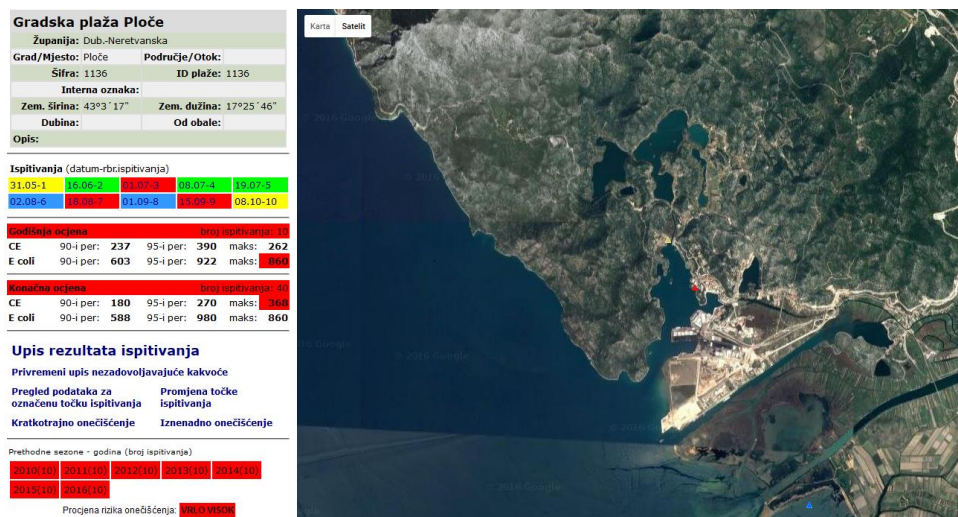 Gradska plaža Ploče
Županija: Dub.-Neretvanska
Grad/Mjesto: Ploče Područje/Otok:
Šifra: 1136 ID plaže: 1136
Interna oznaka:
Zem. širina: 43°3´17" Zem. dužina: 17°25´46"
Dubina: Od obale:
Opis:
Ispitivanja (datum-rbr.ispitivanja)
31.05-1 16.06-2 01.07-3 08.07-4 19.07-5
02.08-6 18.08-7 01.09-8 15.09-9 08.10-10
Godišnja ocjena broj ispitivanja: 10
CE 90-i per: 237 95-i per: 390 maks: 262
E coli 90-i per: 603 95-i per: 922 maks: 860
Konačna ocjena broj ispitivanja: 40
CE 90-i per: 180 95-i per: 270 maks: 368
E coli 90-i per: 588 95-i per: 980 maks: 860
Upis rezultata ispitivanja
Privremeni upis nezadovoljavajuće kakvoće
Pregled podataka za označenu točku ispitivanja
Promjena točke ispitivanja
Kratkotrajno onečišćenje Iznenadno onečišćenje
Prethodne sezone - godina (broj ispitivanja)
2010(10) 2011(10) 2012(10) 2013(10) 2014(10)
2015(10) 2016(10)
Procjena rizika onečišćenja: VRLO VISOK
Karta Satelit
© 2016 Google
© 2016 Google
© 2016 Google
© 2016 Google